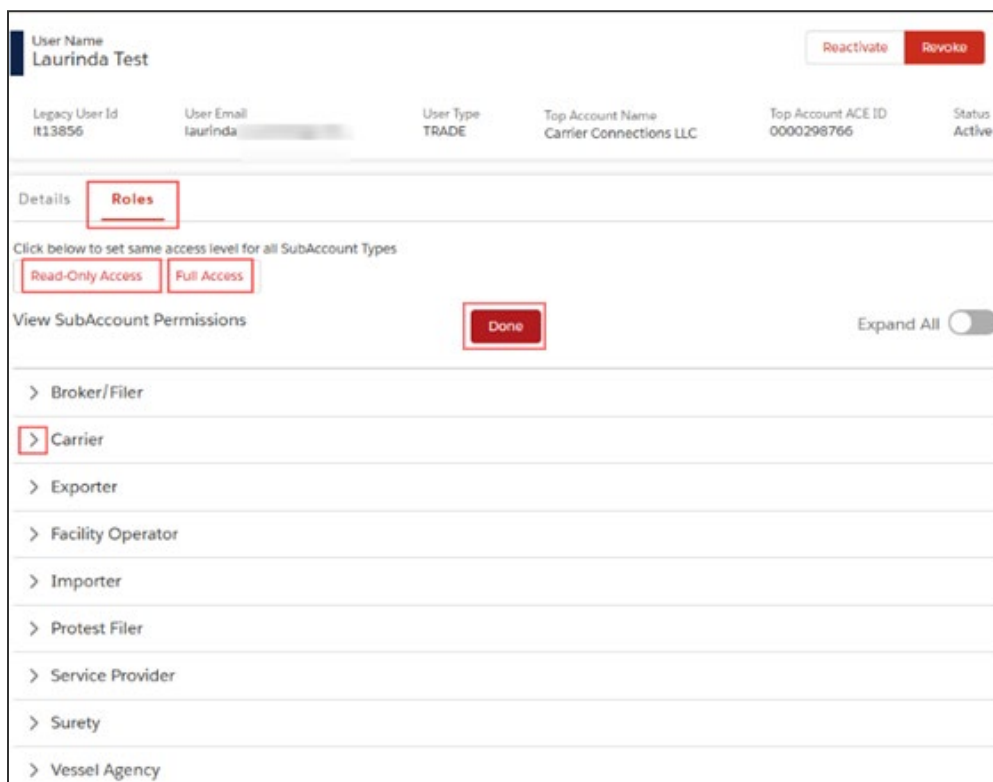 User Name
Laurinda Test
Reactivate Revoke
Legacy User Id User Email User Type Top Account Name Top Account ACE ID Status
lt13856 laurinda TRADE Carrier Connections LLC 0000298766 Active
Details Roles
Click below to set same access level for all SubAccount Types
Read-Only Access Full Access
View SubAccount Permissions Done Expand All
Broker/Filer
Carrier
Exporter
Facility Operator
Importer
Protest Filer
Service Provider
Surety
Vessel Agency